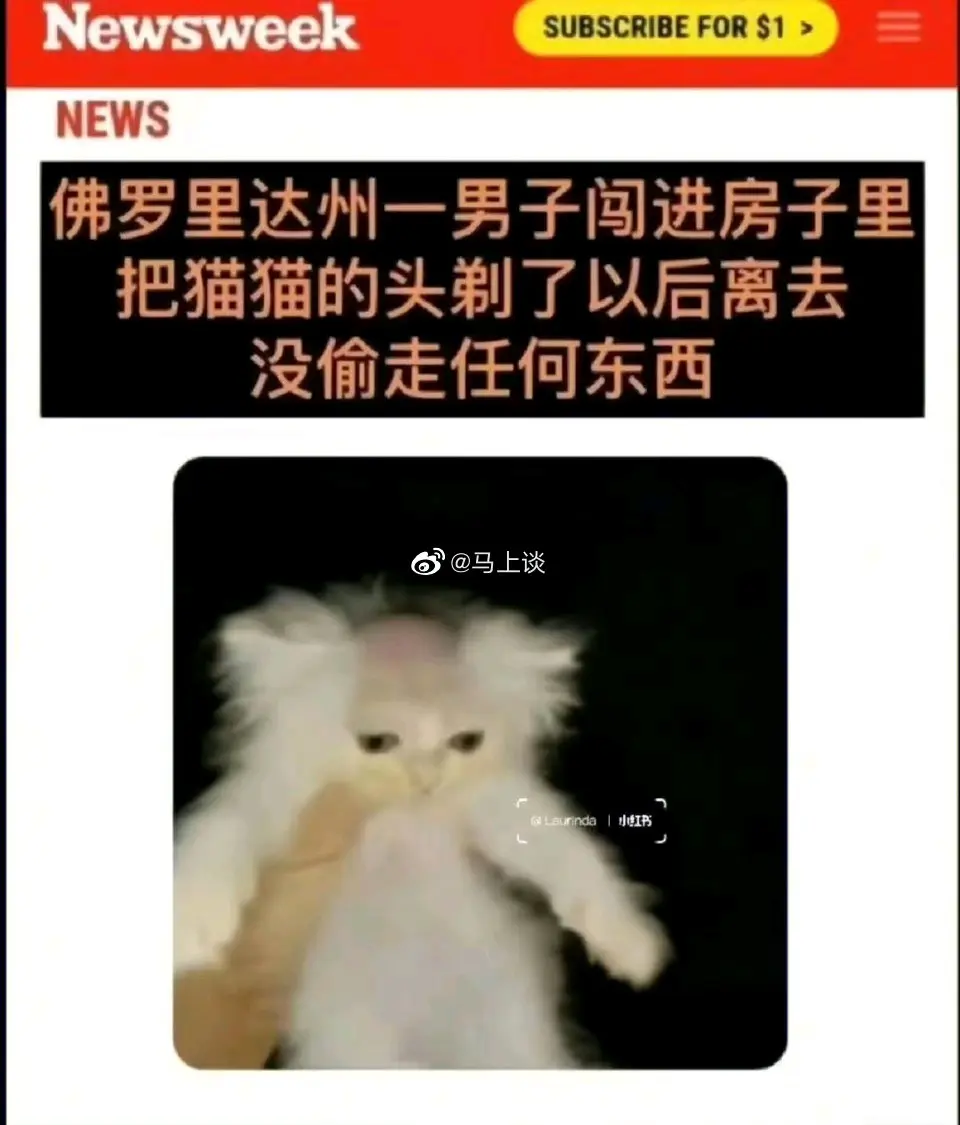 Newsweek
SUBSCRIBE FOR $1 >
NEWS
佛罗里达州一男子闯进房子里
把猫猫的头剃了以后离去
没偷走任何东西
@马上谈
@Laurinda | 小红书